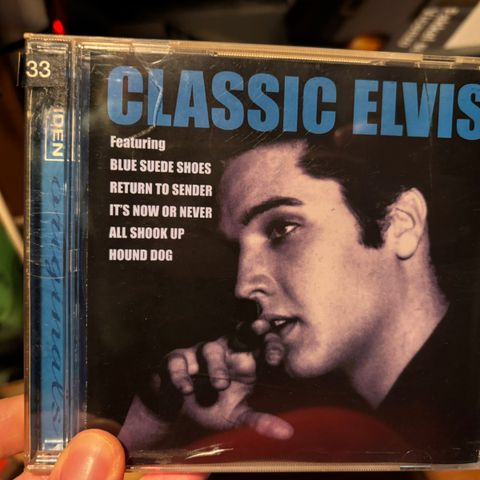 33
CLASSIC ELVIS
Featuring
BLUE SUEDE SHOES
RETURN TO SENDER
IT'S NOW OR NEVER
ALL SHOOK UP
HOUND DOG
originals